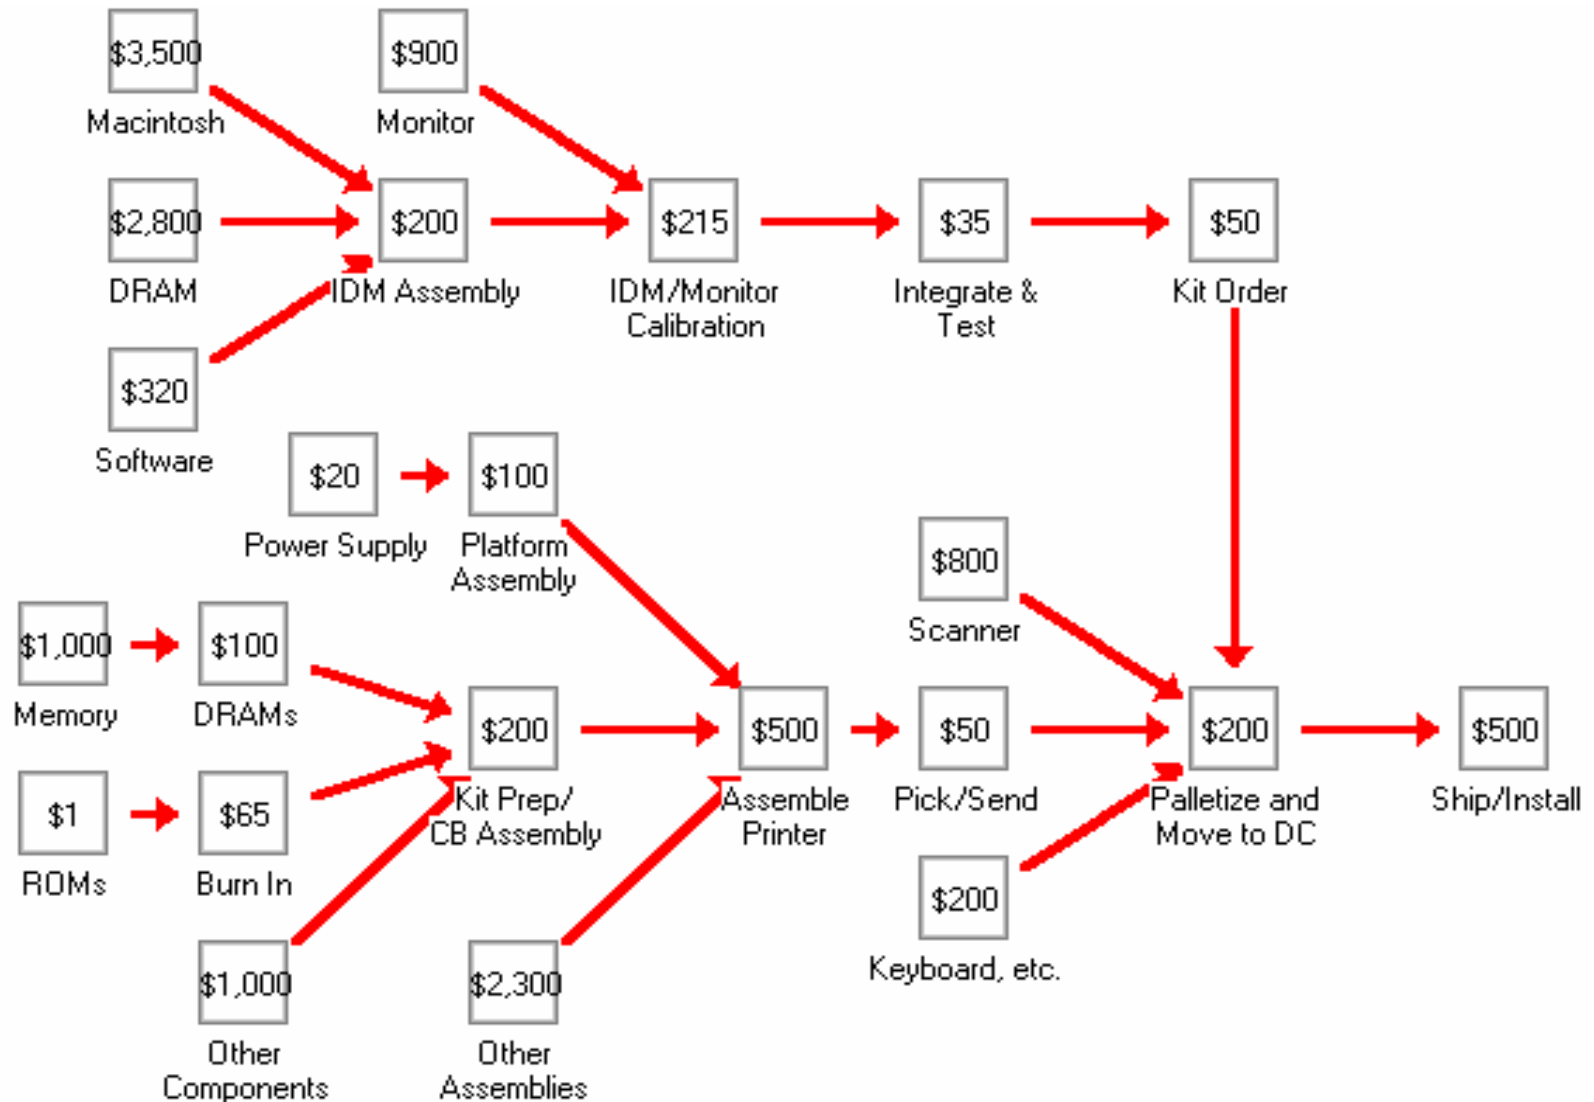 $3,500
Macintosh
$900
Monitor
$2,800
DRAM
$200
IDM Assembly
$215
IDM/Monitor
Calibration
$35
Integrate &
Test
$50
Kit Order
$320
Software
$20
Power Supply
$100
Platform
Assembly
$800
Scanner
$1,000
Memory
$100
DRAMs
$200
Kit Prep/
CB Assembly
$500
Assemble
Printer
$50
Pick/Send
$200
Palletize and
Move to DC
$500
Ship/Install
$1
ROMs
$65
Burn In
$200
Keyboard, etc.
$1,000
Other
Components
$2,300
Other
Assemblies